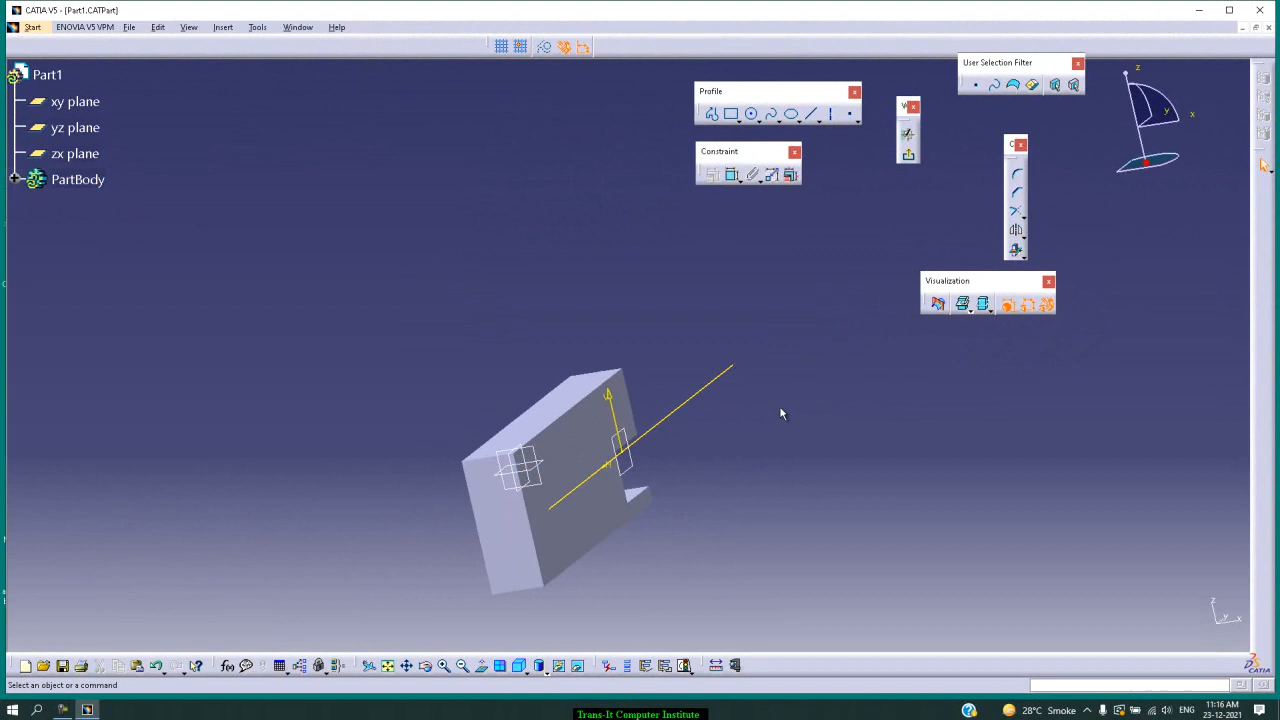 CATIA V5 - [Part1.CATPart]
Start
ENOVIA V5 VPM
File
Edit
View
Insert
Tools
Window
Help
Part1
xy plane
yz plane
zx plane
PartBody
Profile
Constraint
User Selection Filter
Visualization
z
y
x
H
z
y
x
f(x)
Select an object or a command
CATIA
Trans-It Computer Institute
28°C Smoke
ENG
11:16 AM
23-12-2021